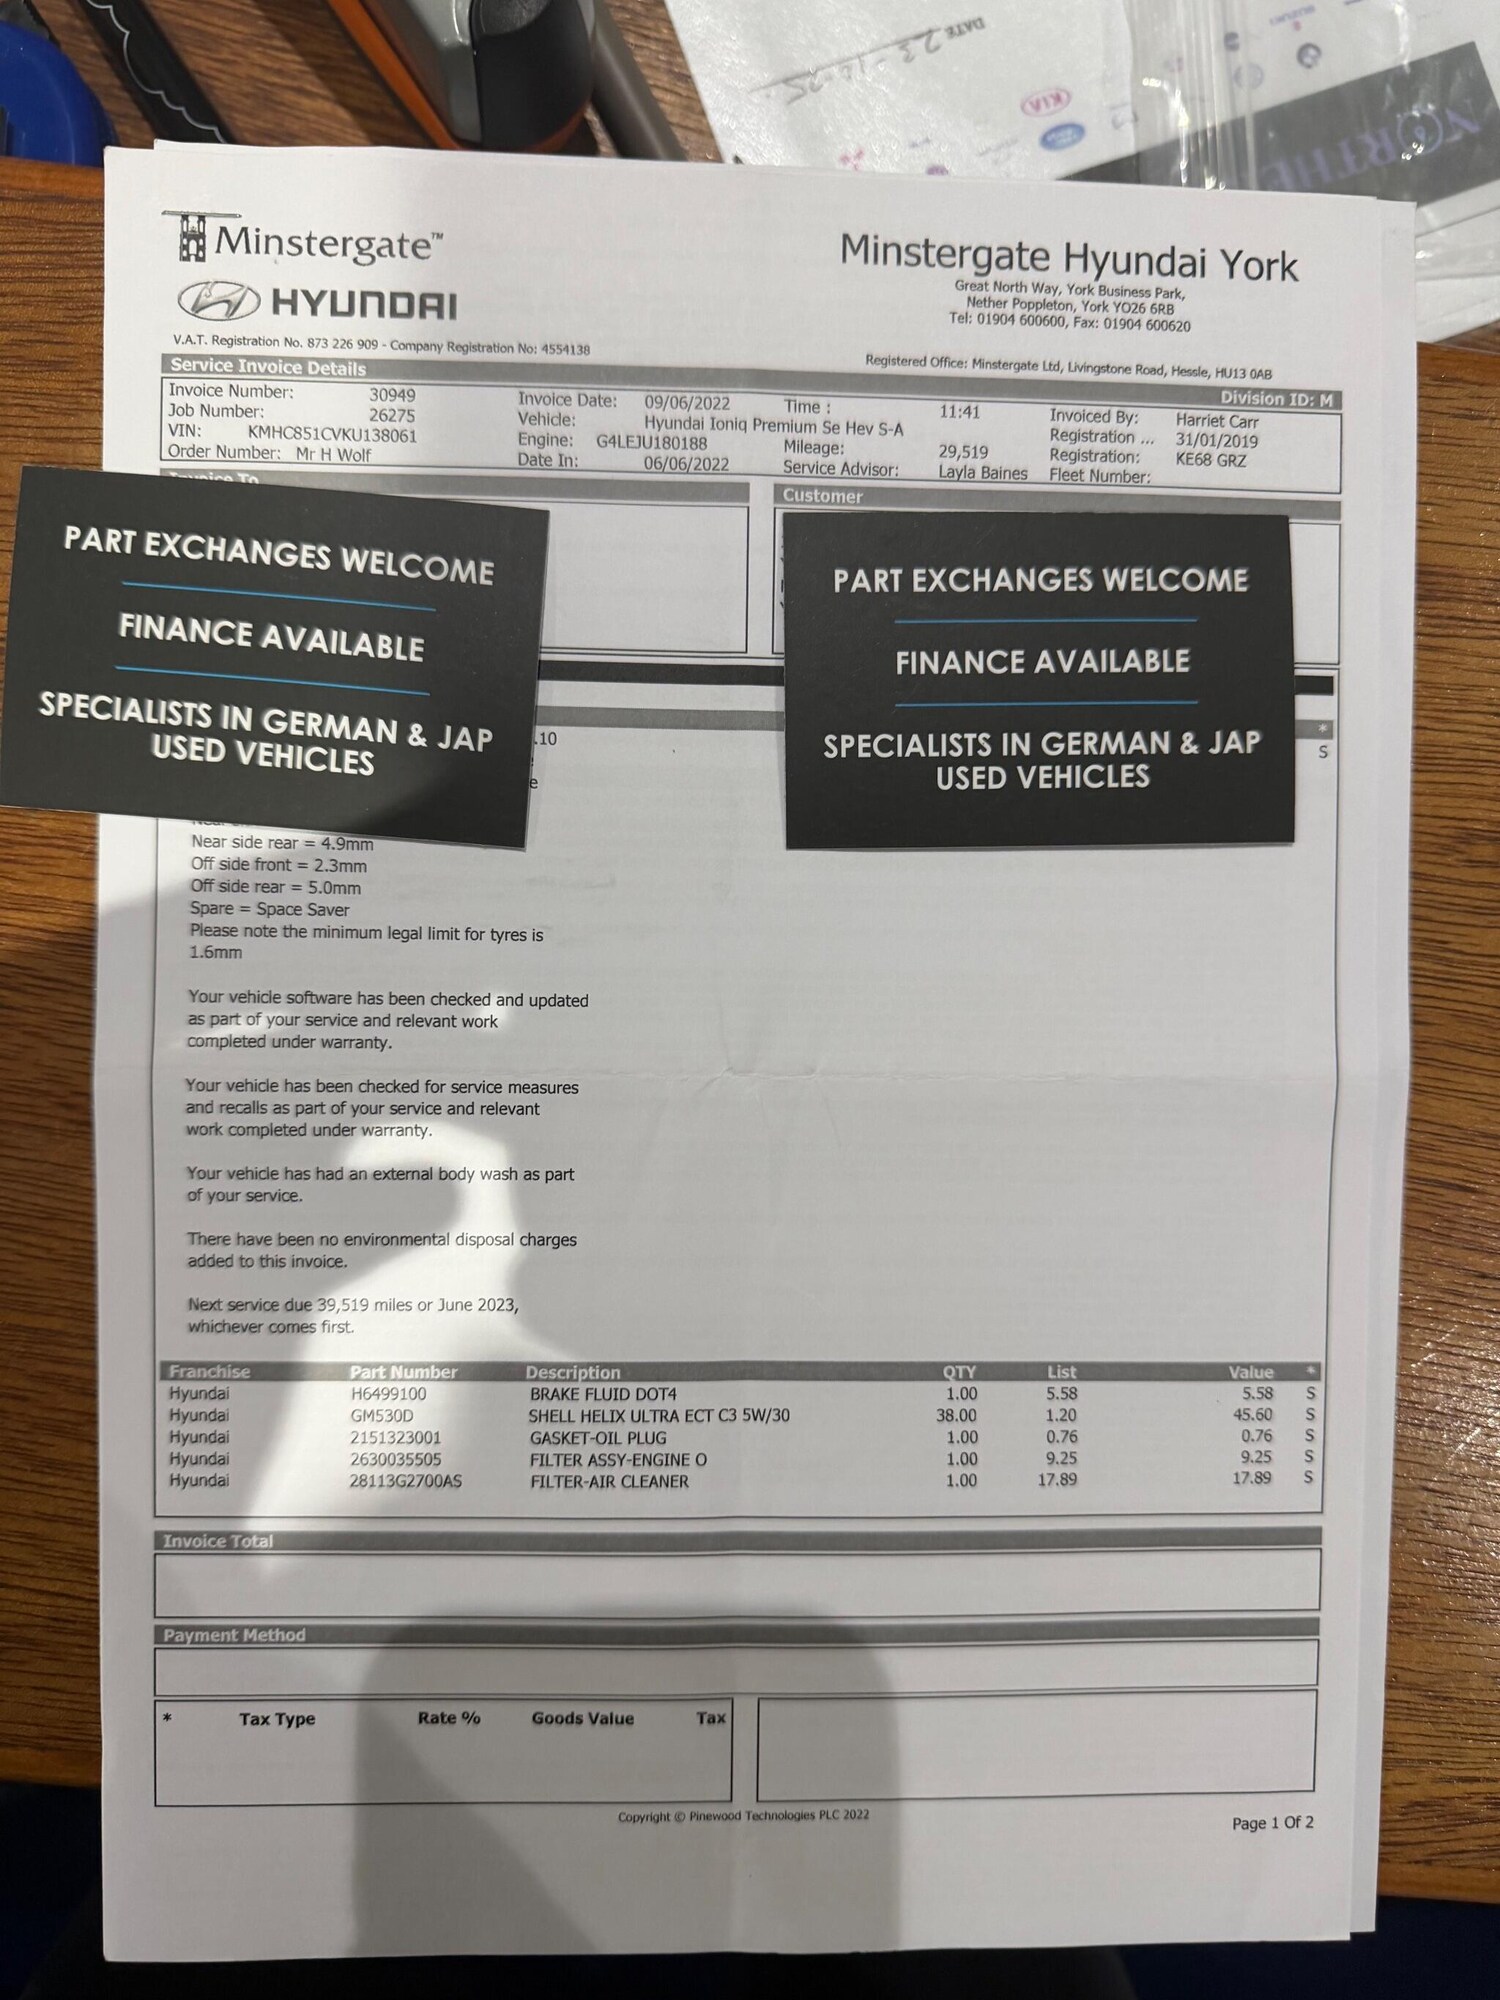 DATE 23-10-25
KIA
Minstergate™
HYUNDAI
Minstergate Hyundai York
Great North Way, York Business Park,
Nether Poppleton, York YO26 6RB
Tel: 01904 600600, Fax: 01904 600620
V.A.T. Registration No. 873 226 909 - Company Registration No: 4554138
Registered Office: Minstergate Ltd, Livingstone Road, Hessle, HU13 0AB
Service Invoice Details Division ID: M
Invoice Number: 30949 Invoice Date: 09/06/2022 Time : 11:41 Invoiced By: Harriet Carr
Job Number: 26275 Vehicle: Hyundai Ioniq Premium Se Hev S-A Registration ... 31/01/2019
VIN: KMHC851CVKU138061 Engine: G4LEJU180188 Mileage: 29,519 Registration: KE68 GRZ
Order Number: Mr H Wolf Date In: 06/06/2022 Service Advisor: Layla Baines Fleet Number:
Invoice To
Customer
PART EXCHANGES WELCOME
FINANCE AVAILABLE
SPECIALISTS IN GERMAN & JAP
USED VEHICLES
PART EXCHANGES WELCOME
FINANCE AVAILABLE
SPECIALISTS IN GERMAN & JAP
USED VEHICLES
*
.10 S
e
Near side rear = 4.9mm
Off side front = 2.3mm
Off side rear = 5.0mm
Spare = Space Saver
Please note the minimum legal limit for tyres is
1.6mm
Your vehicle software has been checked and updated
as part of your service and relevant work
completed under warranty.
Your vehicle has been checked for service measures
and recalls as part of your service and relevant
work completed under warranty.
Your vehicle has had an external body wash as part
of your service.
There have been no environmental disposal charges
added to this invoice.
Next service due 39,519 miles or June 2023,
whichever comes first.
Franchise Part Number Description QTY List Value *
Hyundai H6499100 BRAKE FLUID DOT4 1.00 5.58 5.58 S
Hyundai GM530D SHELL HELIX ULTRA ECT C3 5W/30 38.00 1.20 45.60 S
Hyundai 2151323001 GASKET-OIL PLUG 1.00 0.76 0.76 S
Hyundai 2630035505 FILTER ASSY-ENGINE O 1.00 9.25 9.25 S
Hyundai 28113G2700AS FILTER-AIR CLEANER 1.00 17.89 17.89 S
Invoice Total
Payment Method
* Tax Type Rate % Goods Value Tax
Copyright © Pinewood Technologies PLC 2022
Page 1 Of 2